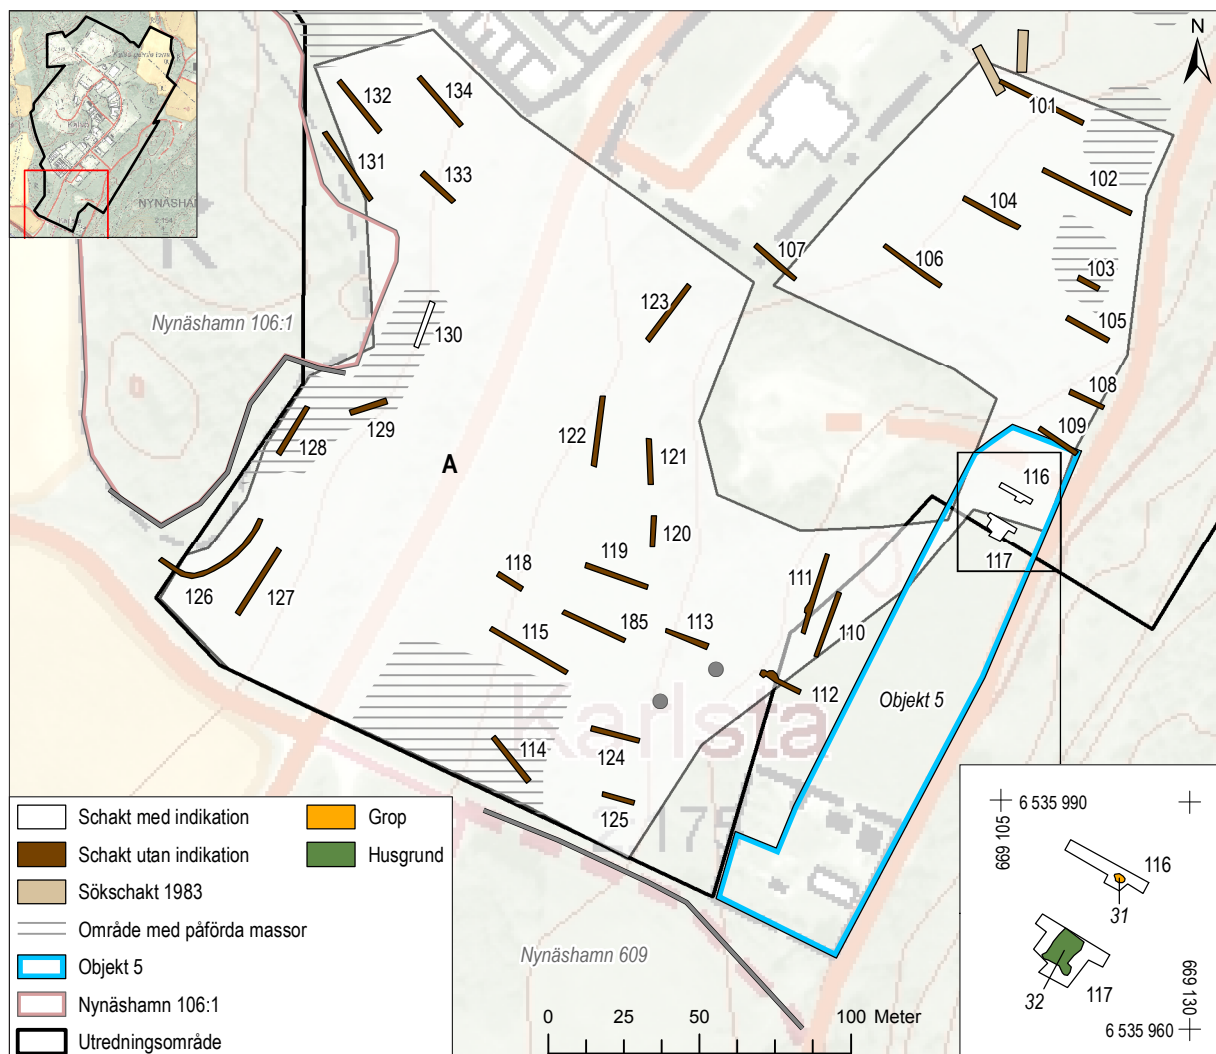 N
132
134
131
133
101
102
104
103
107
106
105
123
130
Nynäshamn 106:1
108
109
122
128
129
A
121
116
120
117
119
118
111
126
127
115
185
113
110
112
Objekt 5
Karlsta
114
124
125
2:175
Nynäshamn 609
NYNÄSHAM
Schakt med indikation
Schakt utan indikation
Sökschakt 1983
Område med påförda massor
Objekt 5
Nynäshamn 106:1
Utredningsområde
Grop
Husgrund
0 25 50 100 Meter
6 535 990
669 105
116
31
32
117
669 130
6 535 960